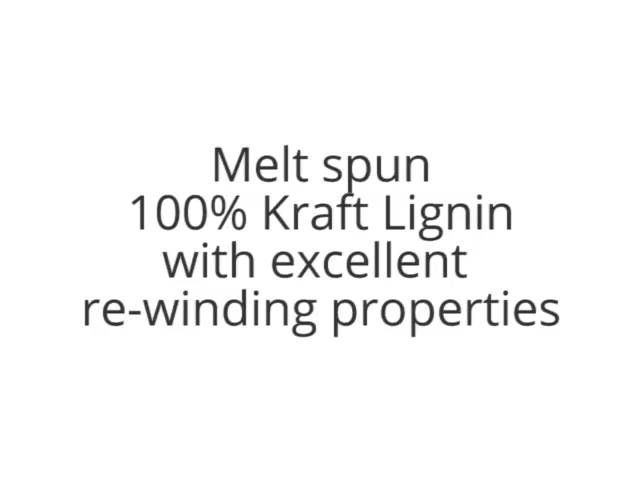 Melt spun
100% Kraft Lignin
with excellent
re-winding properties